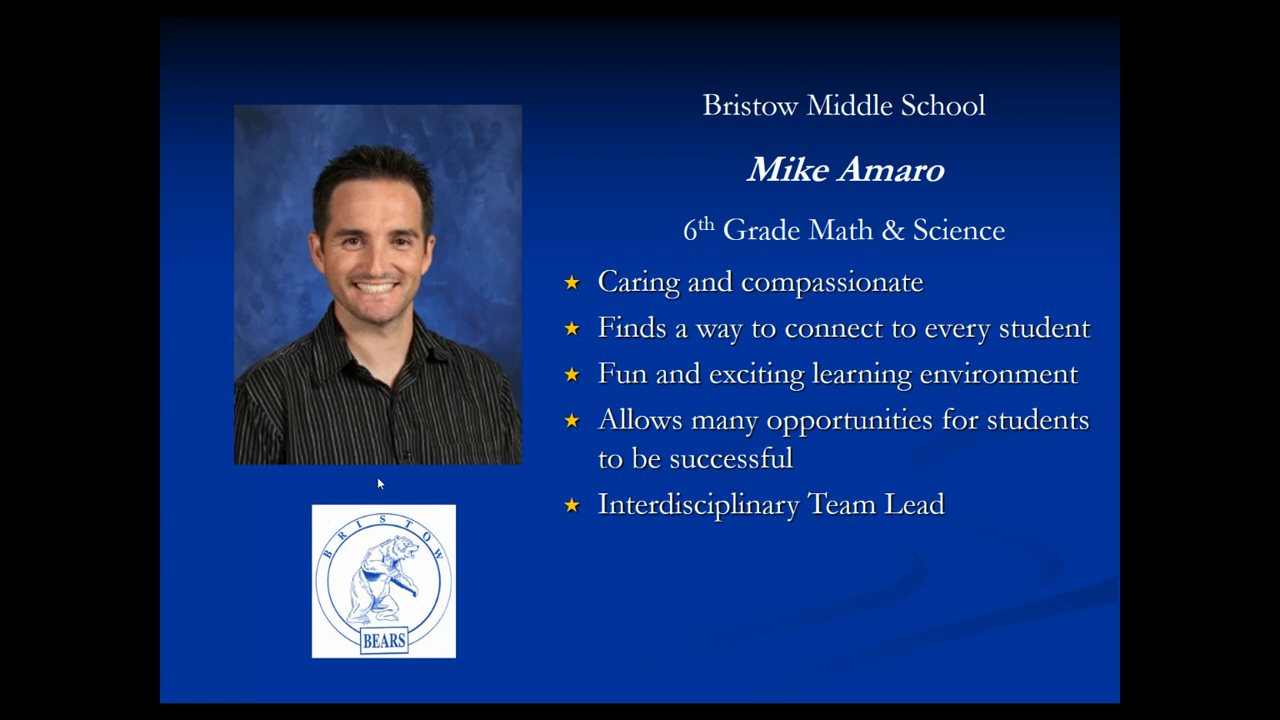 Bristow Middle School
Mike Amaro
6th Grade Math & Science
Caring and compassionate
Finds a way to connect to every student
Fun and exciting learning environment
Allows many opportunities for students
to be successful
Interdisciplinary Team Lead
BRISTOW
BEARS